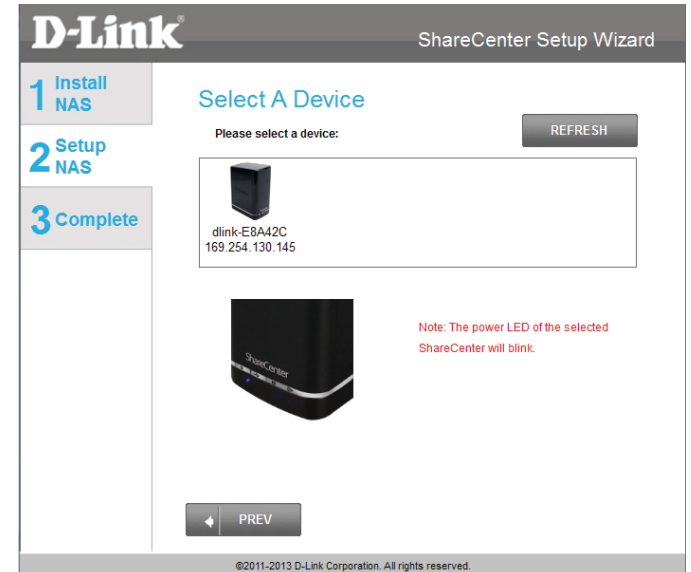 D-Link
ShareCenter Setup Wizard
1 Install
NAS
2 Setup
NAS
3 Complete
Select A Device
Please select a device:
REFRESH
dlink-E8A42C
169.254.130.145
ShareCenter
Note: The power LED of the selected
ShareCenter will blink.
PREV
©2011-2013 D-Link Corporation. All rights reserved.